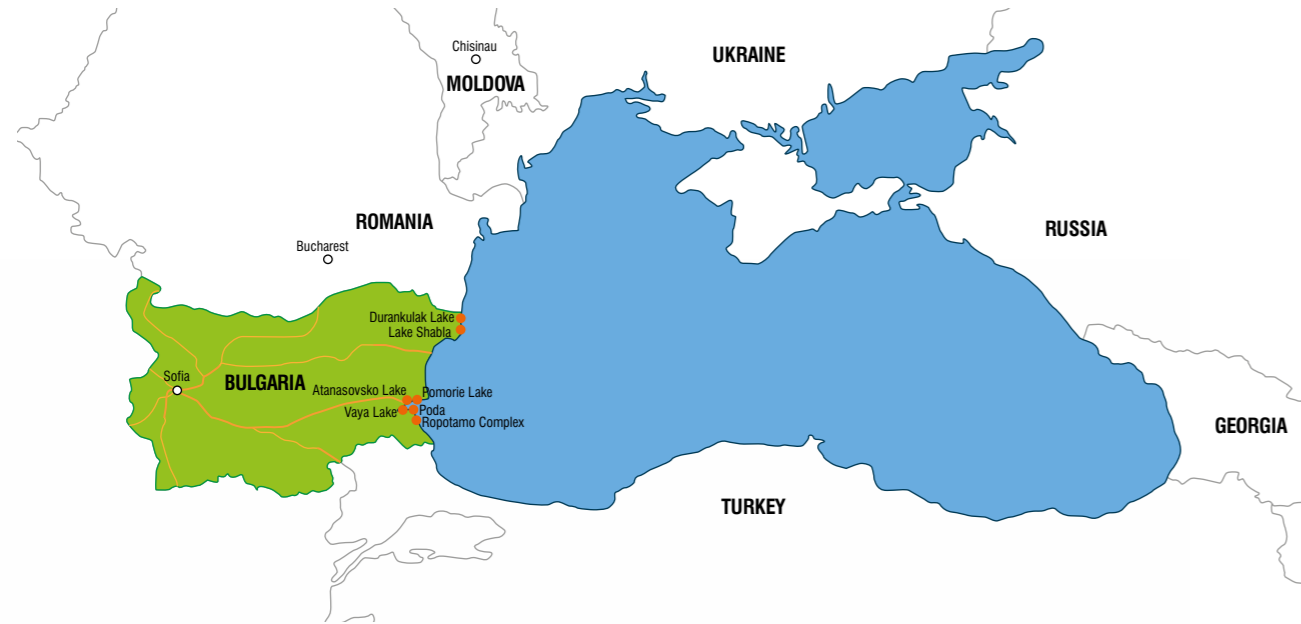 Chisinau
UKRAINE
MOLDOVA
ROMANIA
RUSSIA
Bucharest
Durankulak Lake
Lake Shabla
Sofia
BULGARIA
Atanasovsko Lake
Pomorie Lake
Vaya Lake
Poda
Ropotamo Complex
GEORGIA
TURKEY